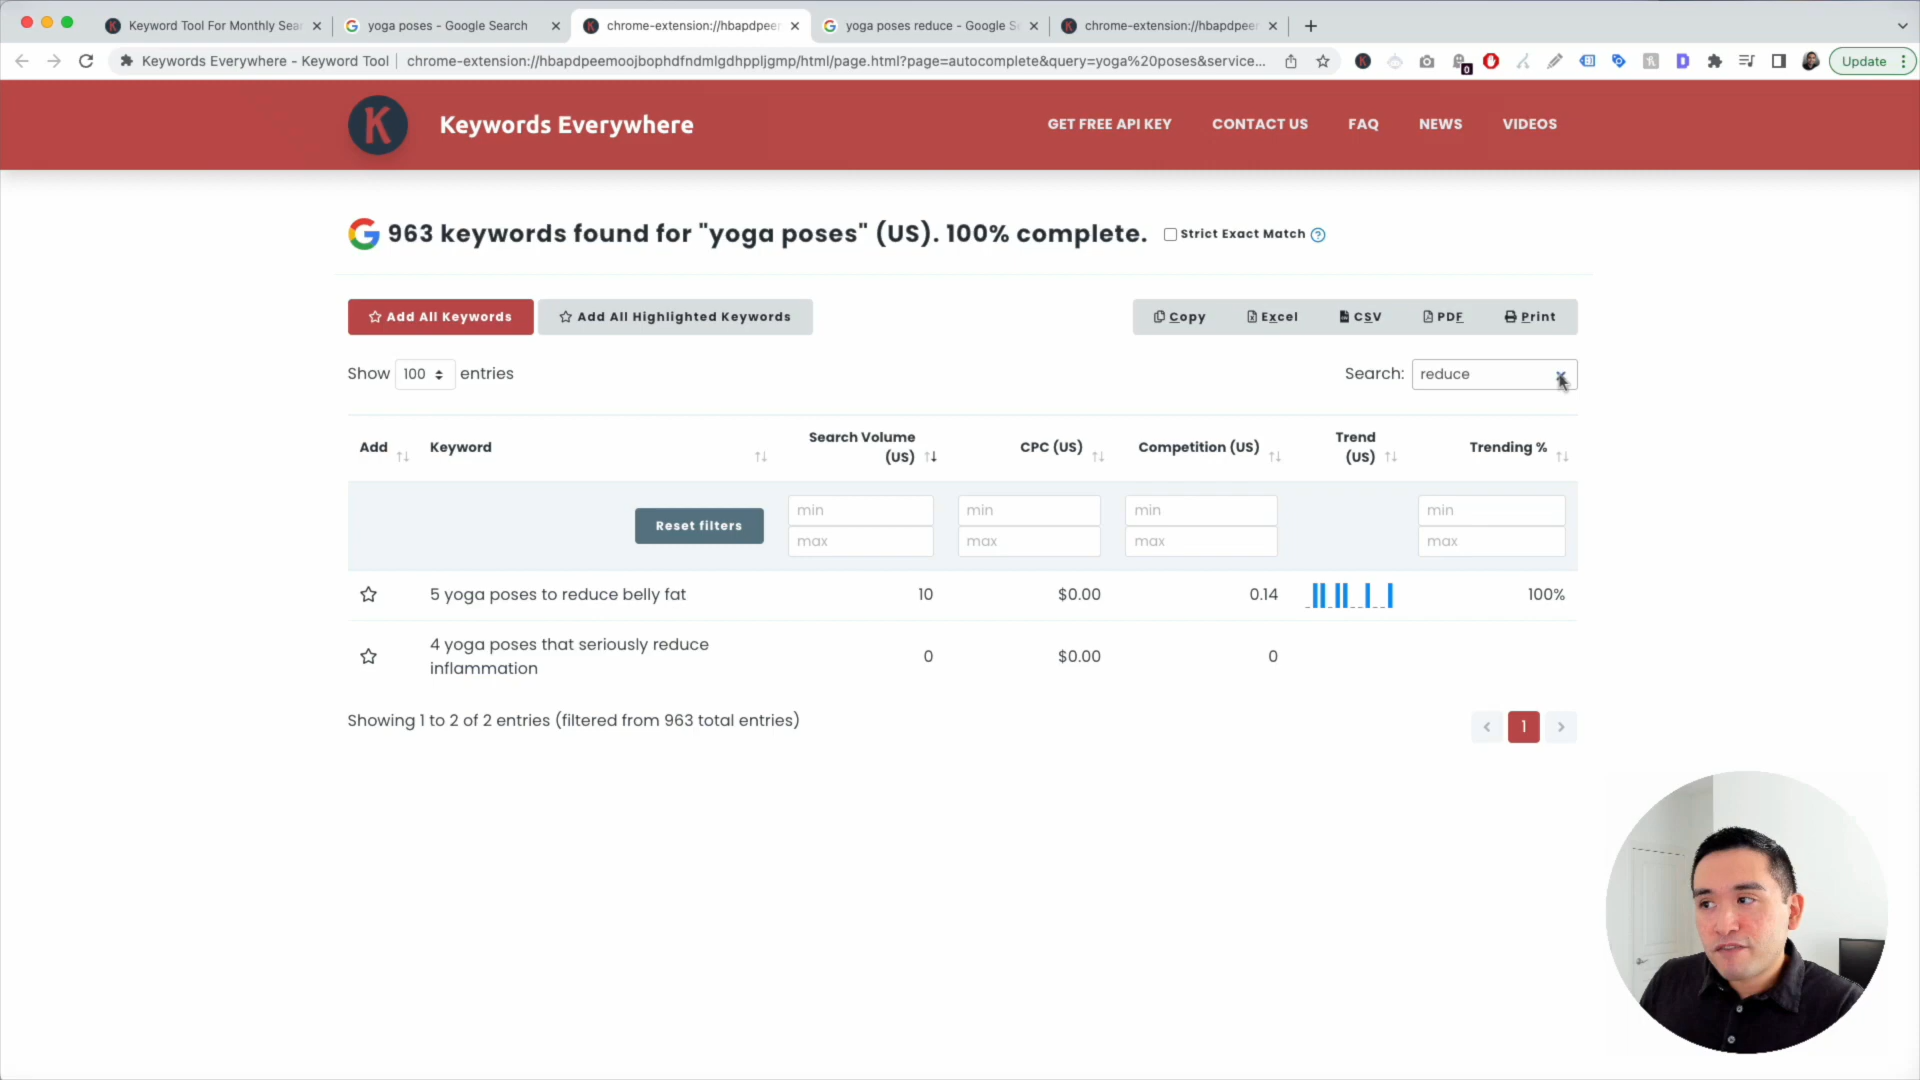 Keyword Tool For Monthly Sea
yoga poses - Google Search
chrome-extension://hbapdpeem
yoga poses reduce - Google S
chrome-extension://hbapdpeer
Keywords Everywhere - Keyword Tool
chrome-extension://hbapdpeemoojbophdfndmlgdhppljgmp/html/page.html?page=autocomplete&query=yoga%20poses&service...
0
Update
K
Keywords Everywhere
GET FREE API KEY
CONTACT US
FAQ
NEWS
VIDEOS
963 keywords found for "yoga poses" (US). 100% complete.
Strict Exact Match ?
Add All Keywords
Add All Highlighted Keywords
Copy
Excel
CSV
PDF
Print
Show 100 entries
Search: reduce
Add
Keyword
Search Volume
(US)
CPC (US)
Competition (US)
Trend
(US)
Trending %
Reset filters
min
max
min
max
min
max
min
max
5 yoga poses to reduce belly fat 10 $0.00 0.14 100%
4 yoga poses that seriously reduce
inflammation
0 $0.00 0
Showing 1 to 2 of 2 entries (filtered from 963 total entries)
1